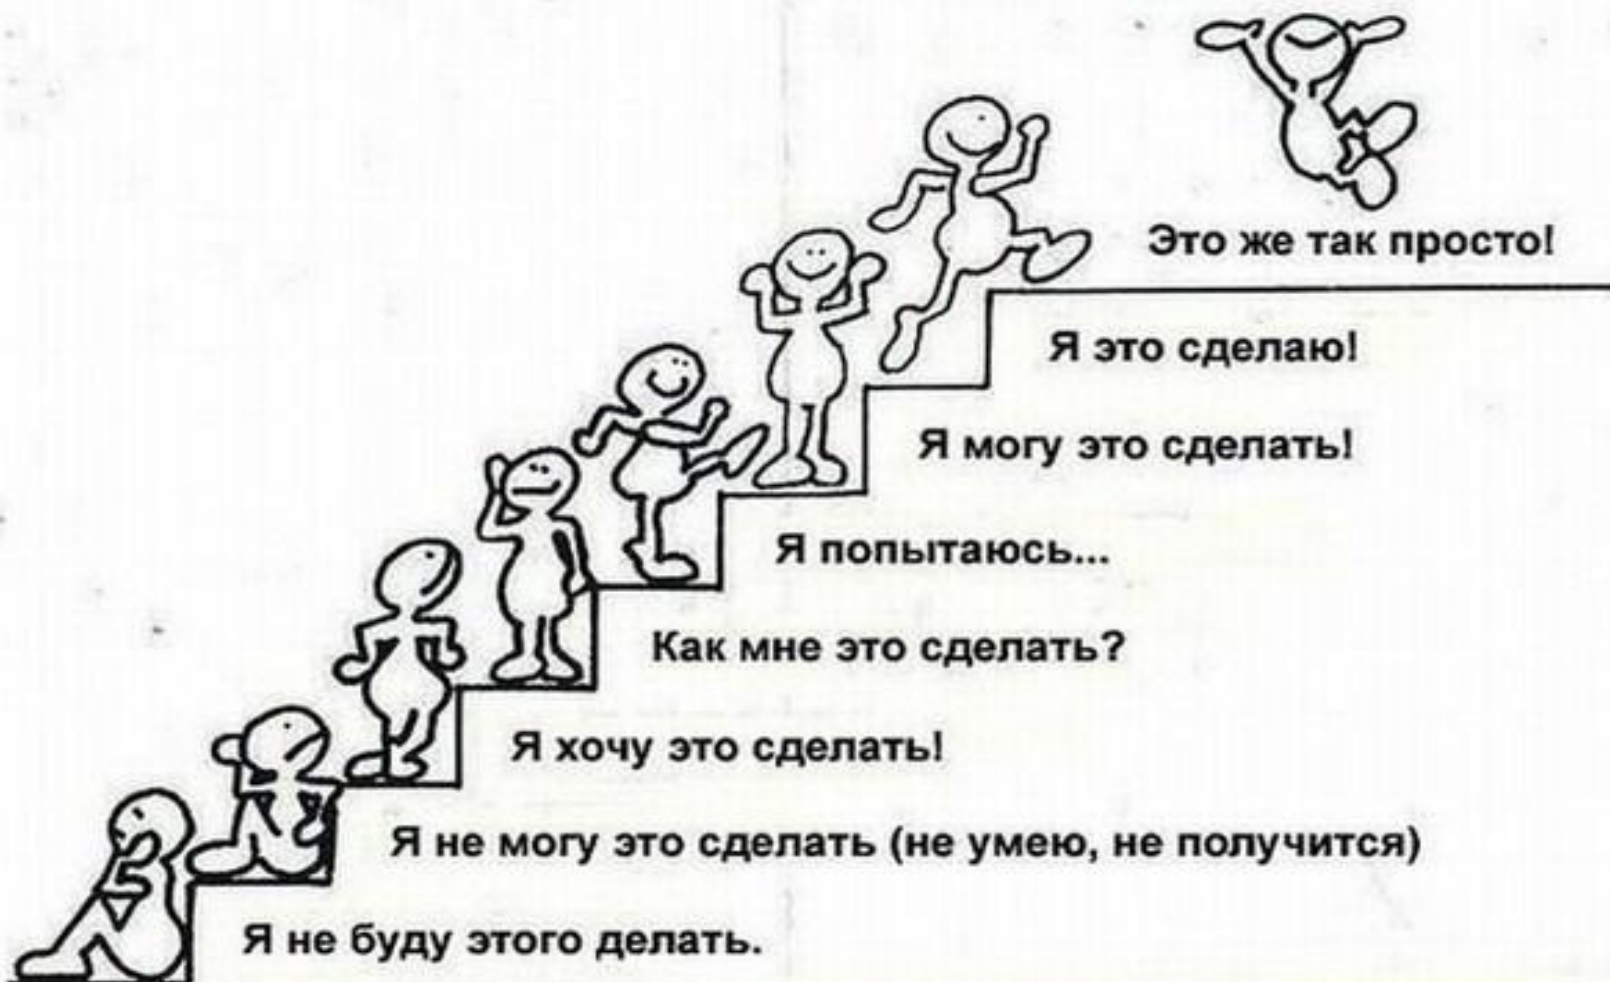 Это же так просто!
Я это сделаю!
Я могу это сделать!
Я попытаюсь...
Как мне это сделать?
Я хочу это сделать!
Я не могу это сделать (не умею, не получится)
Я не буду этого делать.